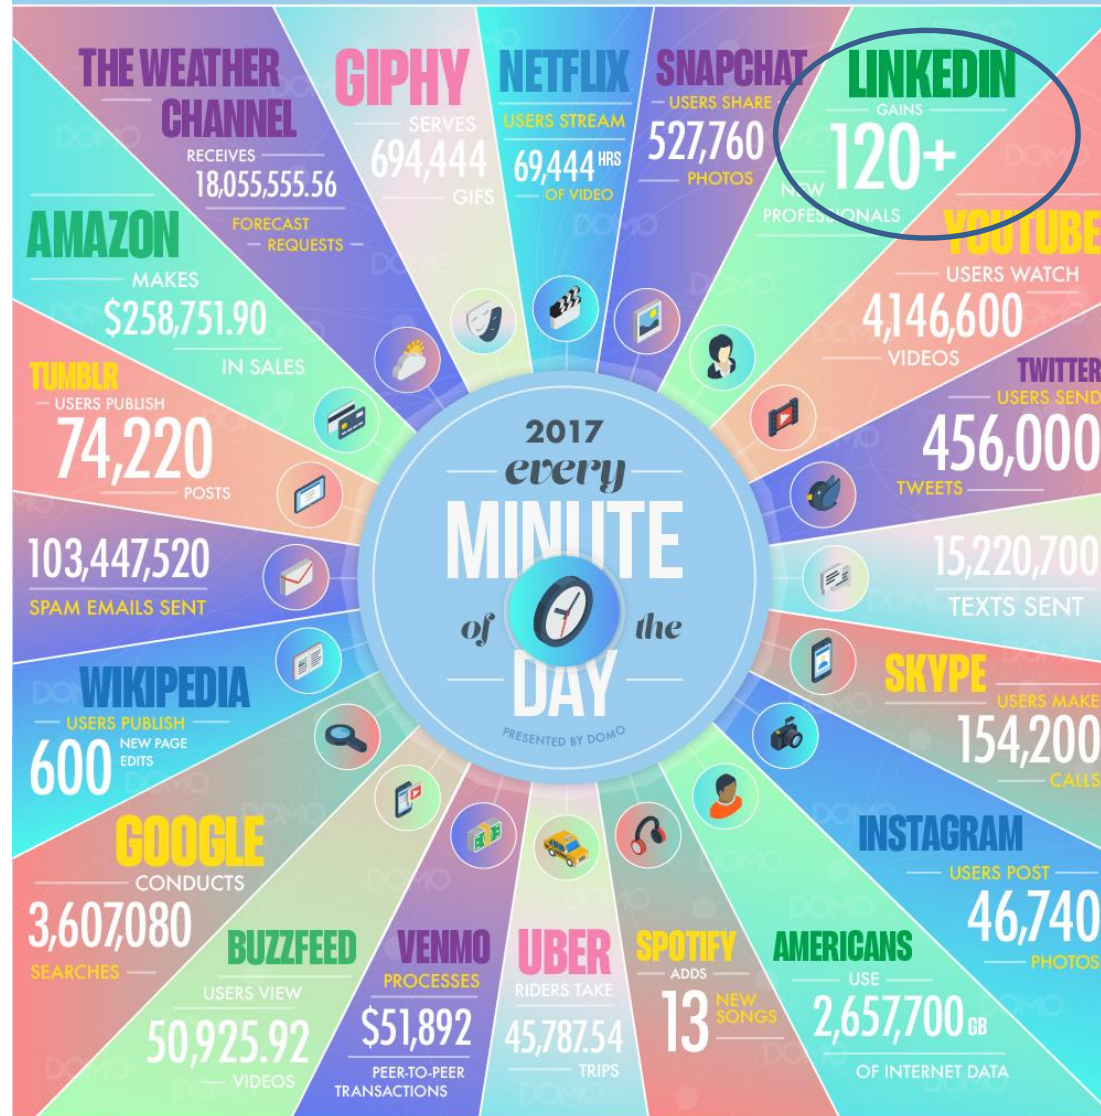 THE WEATHER
CHANNEL
RECEIVES
18,055,555.56
FORECAST
REQUESTS
GIPHY
SERVES
694,444
GIFS
NETFLIX
USERS STREAM
69,444 HRS
OF VIDEO
SNAPCHAT
USERS SHARE
527,760
PHOTOS
LINKEDIN
GAINS
120+
NEW
PROFESSIONALS
YOUTUBE
USERS WATCH
4,146,600
VIDEOS
TWITTER
USERS SEND
456,000
TWEETS
15,220,700
TEXTS SENT
SKYPE
USERS MAKE
154,200
CALLS
INSTAGRAM
USERS POST
46,740
PHOTOS
AMERICANS
USE
2,657,700 GB
OF INTERNET DATA
SPOTIFY
ADDS
13 NEW
SONGS
UBER
RIDERS TAKE
45,787.54
TRIPS
VENMO
PROCESSES
$51,892
PEER-TO-PEER
TRANSACTIONS
BUZZFEED
USERS VIEW
50,925.92
VIDEOS
GOOGLE
CONDUCTS
3,607,080
SEARCHES
WIKIPEDIA
USERS PUBLISH
600 NEW PAGE
EDITS
103,447,520
SPAM EMAILS SENT
TUMBLR
USERS PUBLISH
74,220
POSTS
AMAZON
MAKES
$258,751.90
IN SALES
2017
every
MINUTE
of the
DAY
PRESENTED BY DOMO